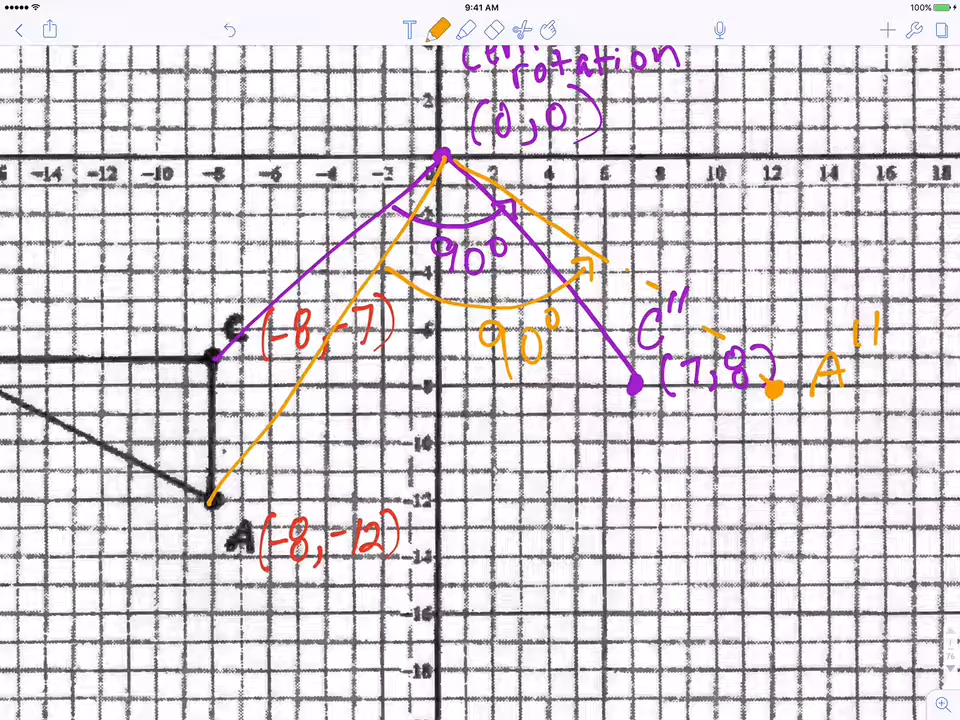 9:41 AM
100%
T
rotation
(0,0)
2
-14 -12 -10 -8 -6 -4 -2 2 4 6 8 10 12 14 16 18
90°
C (-8,-7)
90°
C"
(7,8)
A"
-8
-10
-12
A (-8,-12)
-14
-16
-18